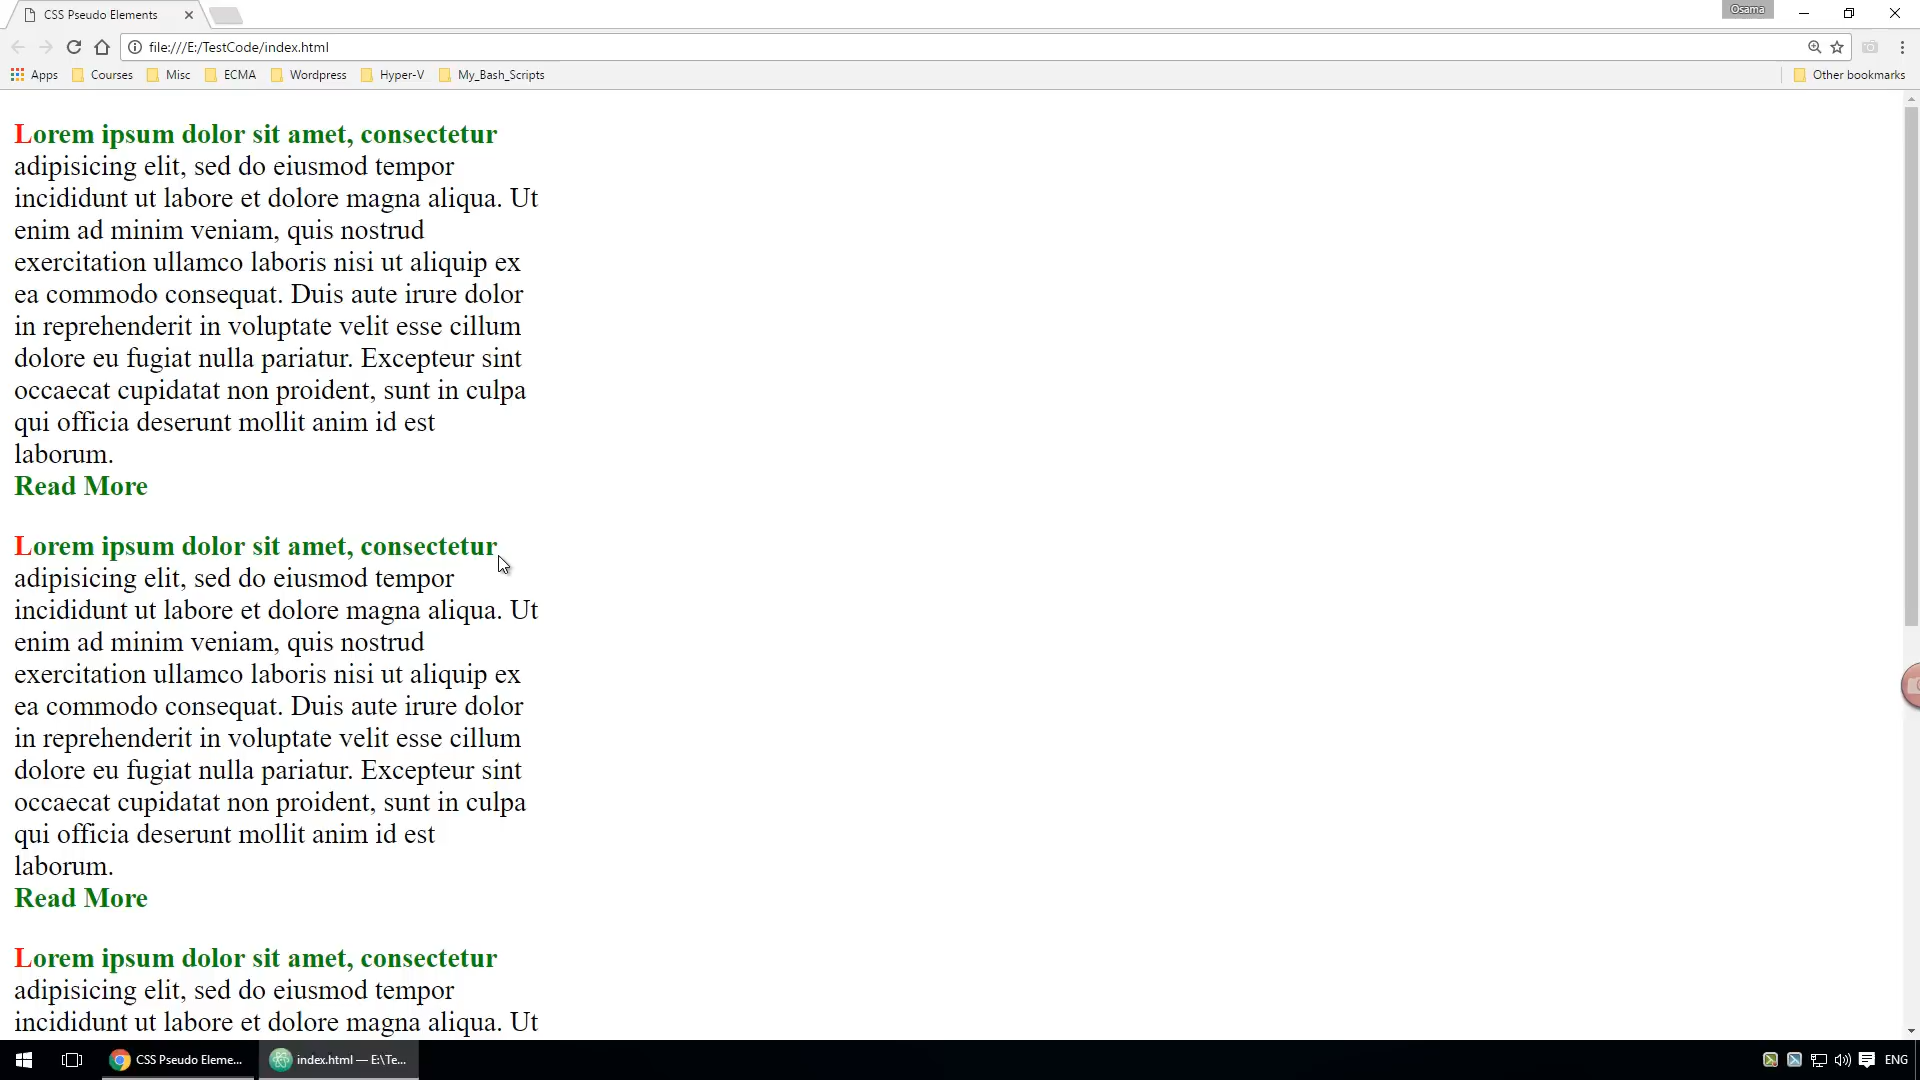 CSS Pseudo Elements
Osama
file:///E:/TestCode/index.html
Apps Courses Misc ECMA Wordpress Hyper-V My_Bash_Scripts Other bookmarks
Lorem ipsum dolor sit amet, consectetur
adipisicing elit, sed do eiusmod tempor
incididunt ut labore et dolore magna aliqua. Ut
enim ad minim veniam, quis nostrud
exercitation ullamco laboris nisi ut aliquip ex
ea commodo consequat. Duis aute irure dolor
in reprehenderit in voluptate velit esse cillum
dolore eu fugiat nulla pariatur. Excepteur sint
occaecat cupidatat non proident, sunt in culpa
qui officia deserunt mollit anim id est
laborum.
Read More
Lorem ipsum dolor sit amet, consectetur
adipisicing elit, sed do eiusmod tempor
incididunt ut labore et dolore magna aliqua. Ut
enim ad minim veniam, quis nostrud
exercitation ullamco laboris nisi ut aliquip ex
ea commodo consequat. Duis aute irure dolor
in reprehenderit in voluptate velit esse cillum
dolore eu fugiat nulla pariatur. Excepteur sint
occaecat cupidatat non proident, sunt in culpa
qui officia deserunt mollit anim id est
laborum.
Read More
Lorem ipsum dolor sit amet, consectetur
adipisicing elit, sed do eiusmod tempor
incididunt ut labore et dolore magna aliqua. Ut
CSS Pseudo Eleme... index.html — E:\Te... ENG